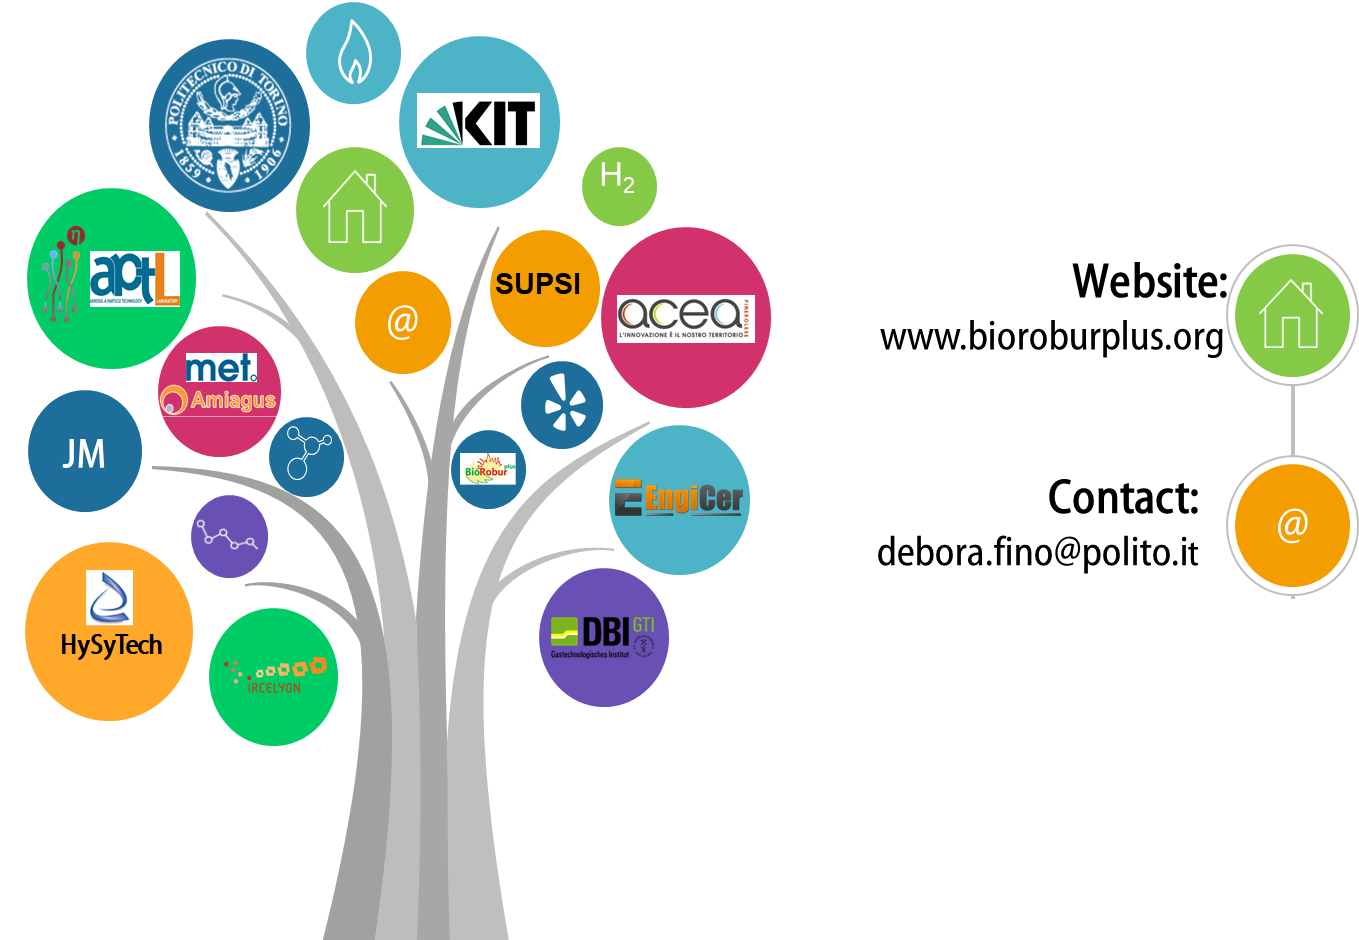 POLITECNICO DI TORINO
1859 1906
KIT
H2
η
aptL
AEROSOL & PARTICLE TECHNOLOGY LABORATORY
@
SUPSI
acea
PINEROLESE
L'INNOVAZIONE È IL NOSTRO TERRITORIO
met.
Amiagus
JM
BioRobur plus
EngiCer
HySyTech
IRCELYON
DBI GTI
Gastechnologisches Institut
Website:
www.bioroburplus.org
Contact:
debora.fino@polito.it
@